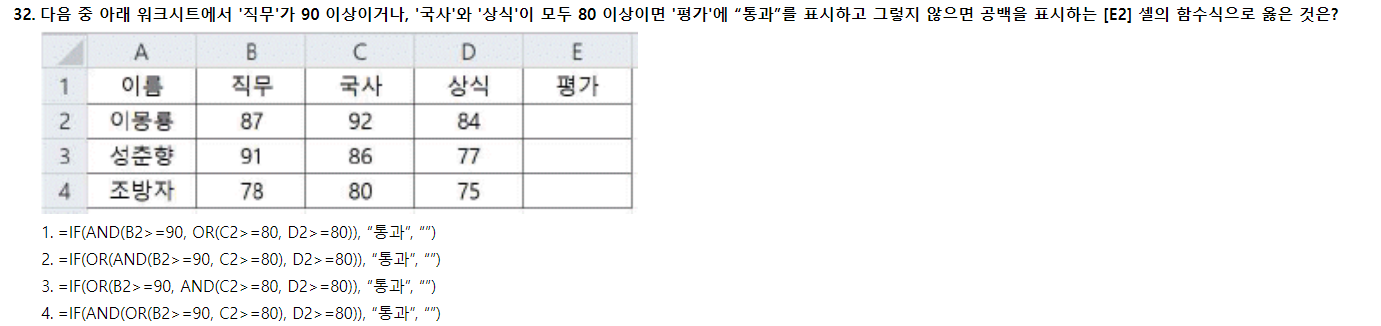 32. 다음 중 아래 워크시트에서 '직무'가 90 이상이거나, '국사'와 '상식'이 모두 80 이상이면 '평가'에 “통과”를 표시하고 그렇지 않으면 공백을 표시하는 [E2] 셀의 함수식으로 옳은 것은?
A B C D E
1 이름 직무 국사 상식 평가
2 이몽룡 87 92 84
3 성춘향 91 86 77
4 조방자 78 80 75
1. =IF(AND(B2>=90, OR(C2>=80, D2>=80)), “통과”, “”)
2. =IF(OR(AND(B2>=90, C2>=80), D2>=80)), “통과”, “”)
3. =IF(OR(B2>=90, AND(C2>=80, D2>=80)), “통과”, “”)
4. =IF(AND(OR(B2>=90, C2>=80), D2>=80)), “통과”, “”)